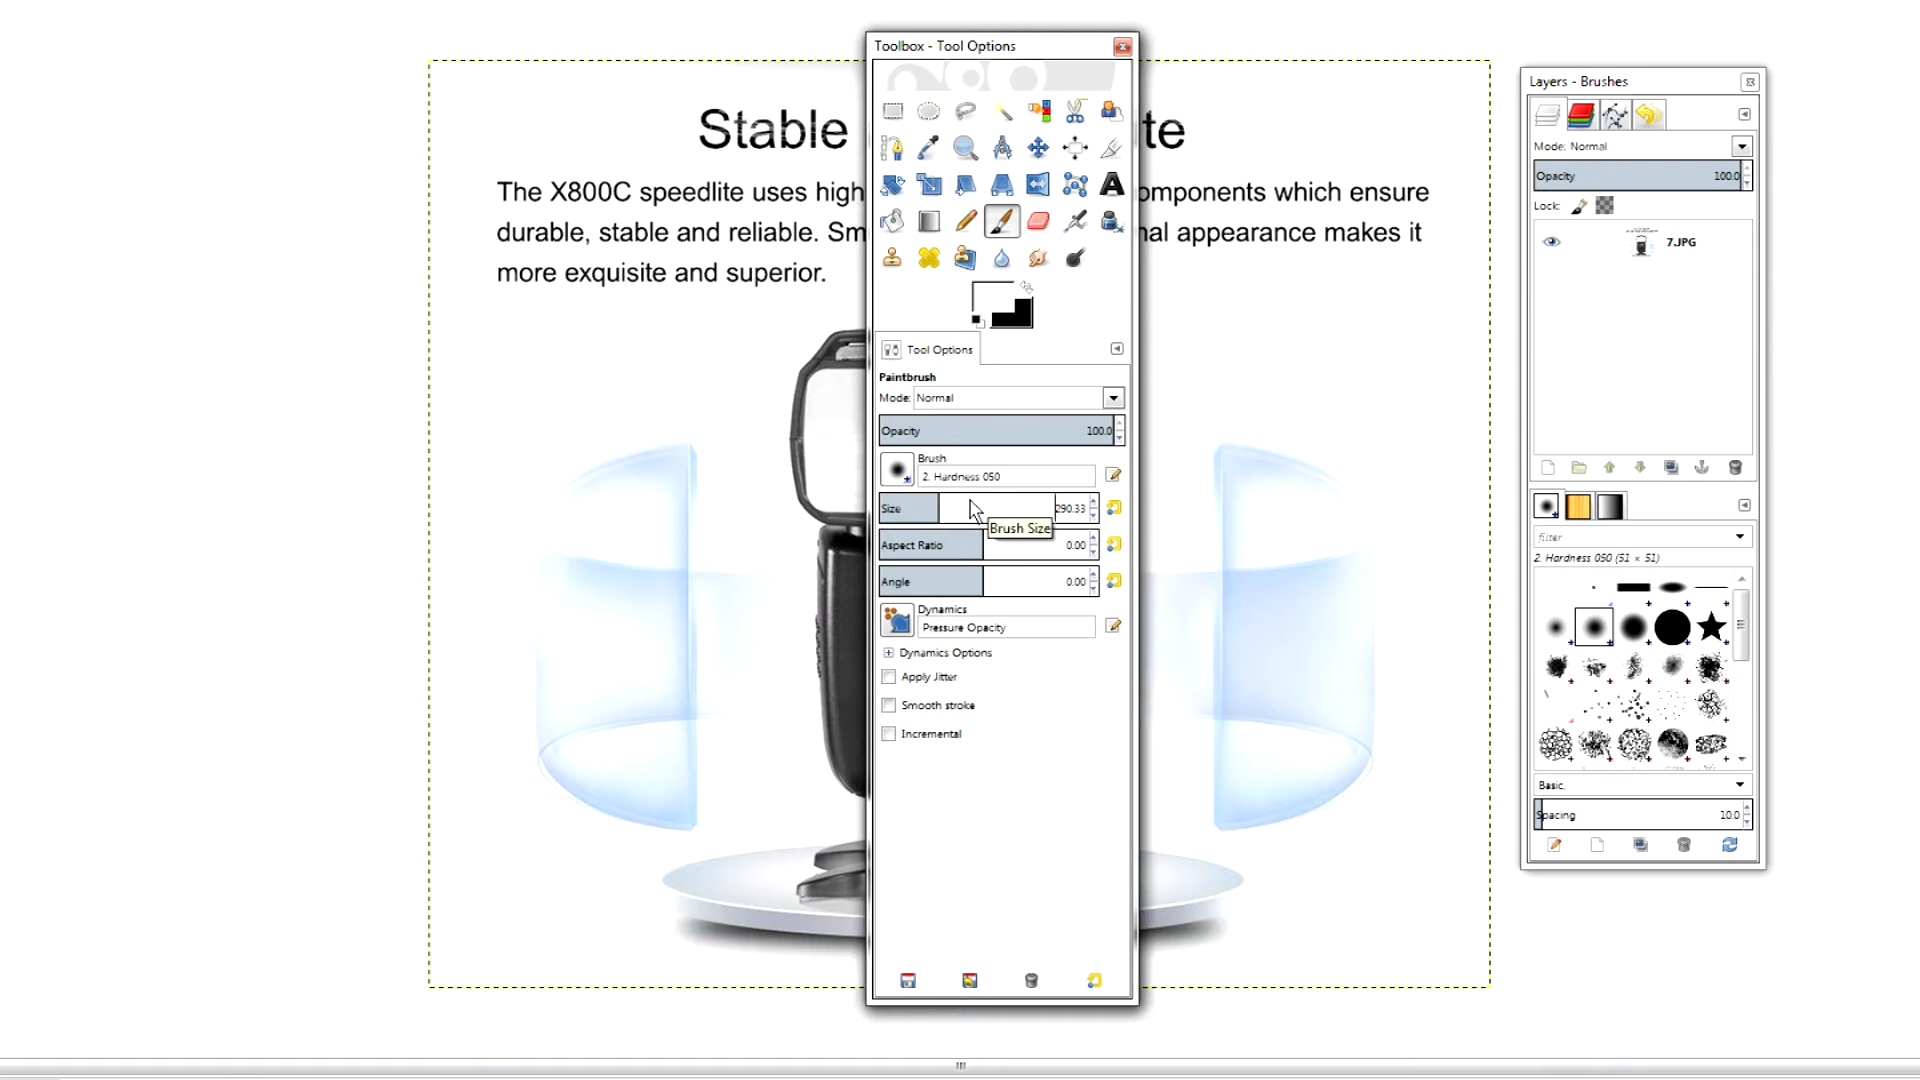 Toolbox - Tool Options
Stable
te
The X800C speedlite uses high
omponents which ensure
durable, stable and reliable. Sm
nal appearance makes it
more exquisite and superior.
Tool Options
Paintbrush
Mode: Normal
Opacity 100.0
Brush
2. Hardness 050
Size 290.33
Brush Size
Aspect Ratio 0.00
Angle 0.00
Dynamics
Pressure Opacity
Dynamics Options
Apply Jitter
Smooth stroke
Incremental
Layers - Brushes
Mode: Normal
Opacity 100.0
Lock:
7.JPG
filter
2. Hardness 050 (51 × 51)
Basic,
Spacing 10.0